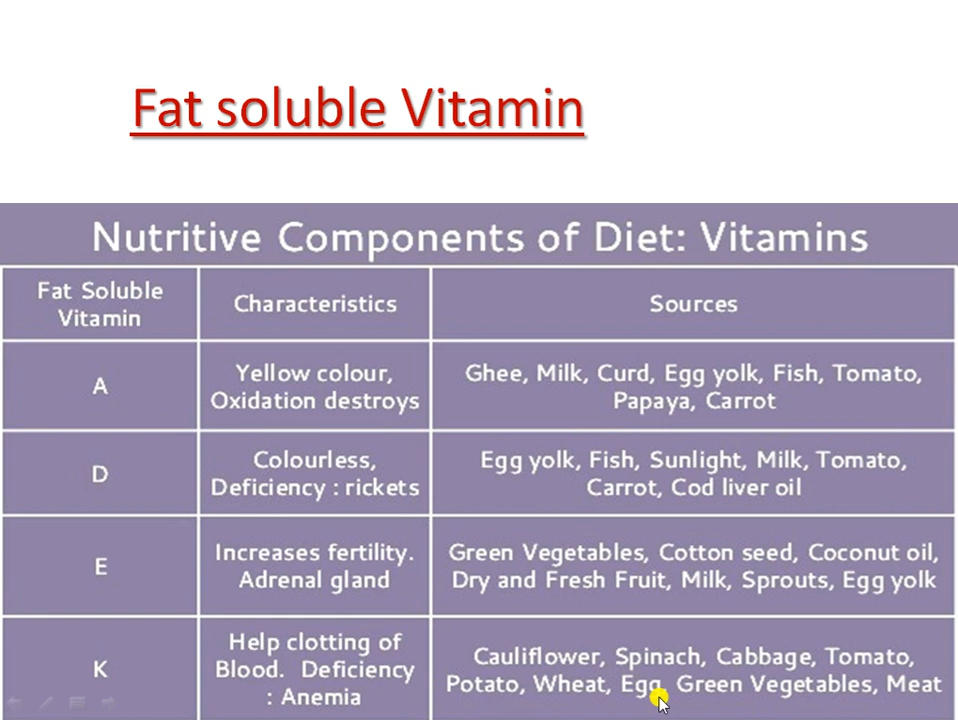 Fat soluble Vitamin
Nutritive Components of Diet: Vitamins
Fat Soluble
Vitamin
Characteristics
Sources
A
Yellow colour,
Oxidation destroys
Ghee, Milk, Curd, Egg yolk, Fish, Tomato,
Papaya, Carrot
D
Colourless,
Deficiency : rickets
Egg yolk, Fish, Sunlight, Milk, Tomato,
Carrot, Cod liver oil
E
Increases fertility.
Adrenal gland
Green Vegetables, Cotton seed, Coconut oil,
Dry and Fresh Fruit, Milk, Sprouts, Egg yolk
K
Help clotting of
Blood. Deficiency
: Anemia
Cauliflower, Spinach, Cabbage, Tomato,
Potato, Wheat, Egg, Green Vegetables, Meat